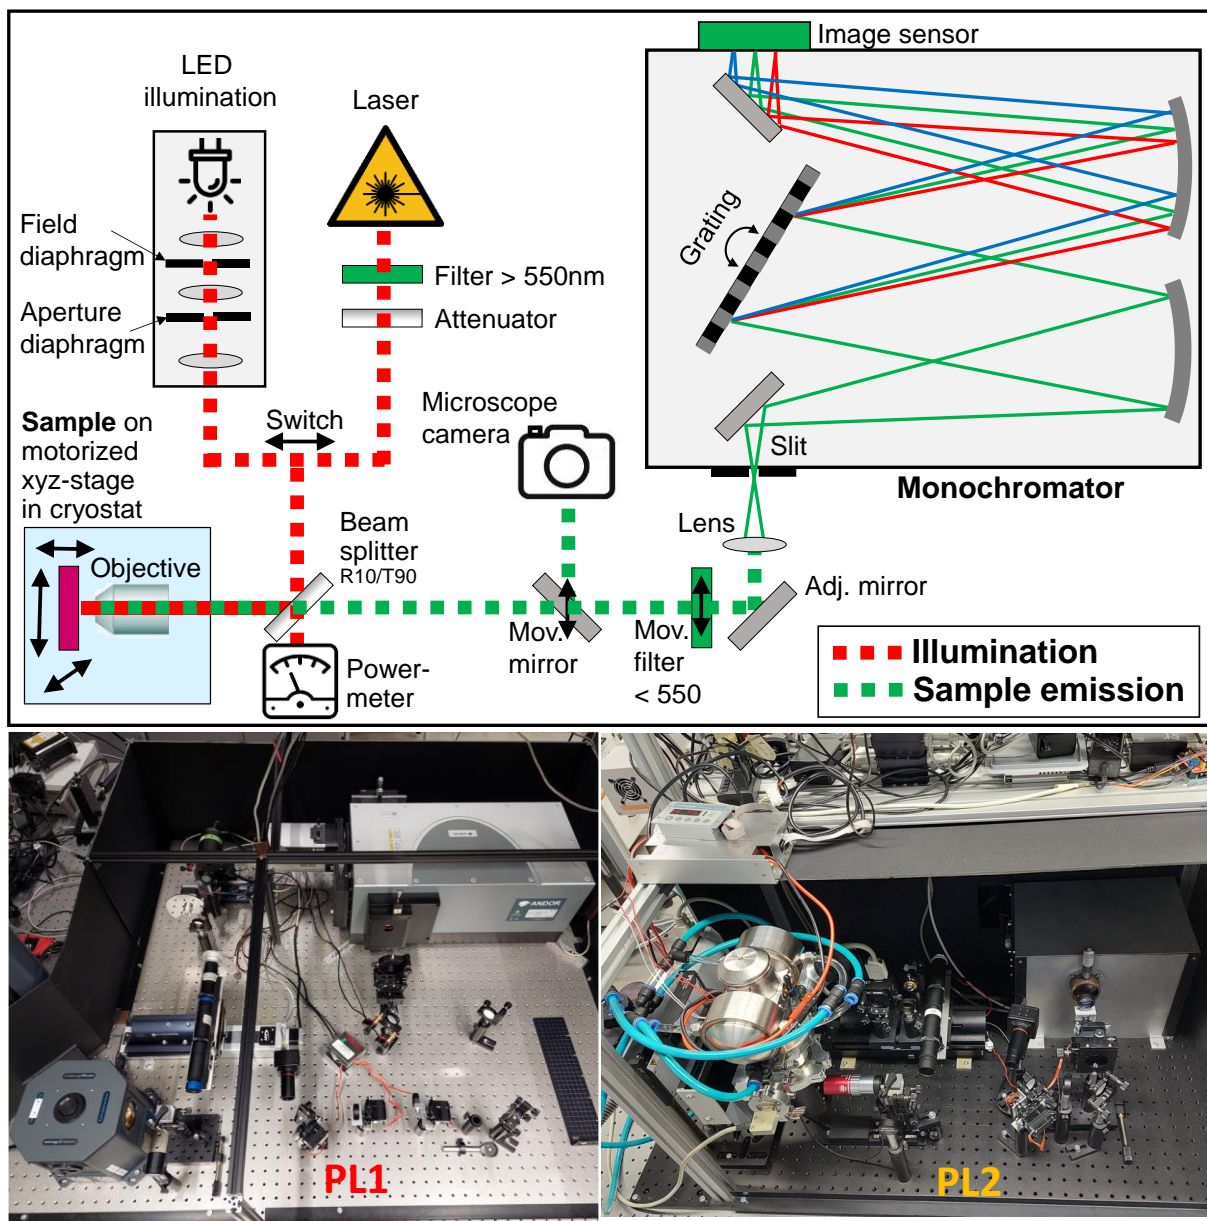 LED
illumination
Laser
Image sensor
Field
diaphragm
Filter > 550nm
Grating
Aperture
diaphragm
Attenuator
Sample on
motorized
xyz-stage
in cryostat
Switch
Microscope
camera
Slit
Monochromator
Objective
Beam
splitter
R10/T90
Lens
Adj. mirror
Mov.
mirror
Mov.
filter
< 550
Power-
meter
Illumination
Sample emission
ANDOR
PL1
PL2